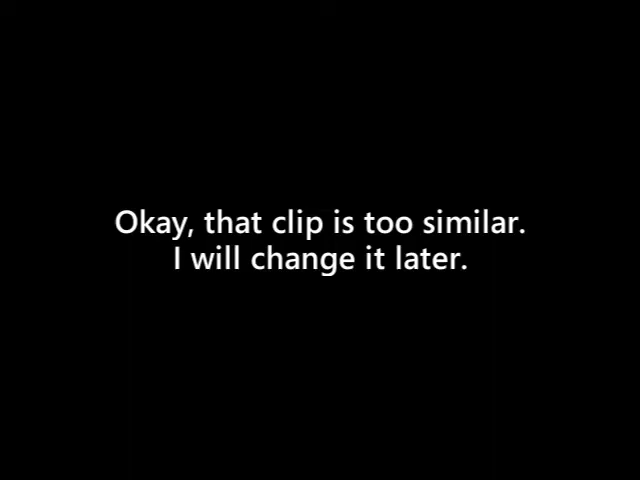 Okay, that clip is too similar.
I will change it later.